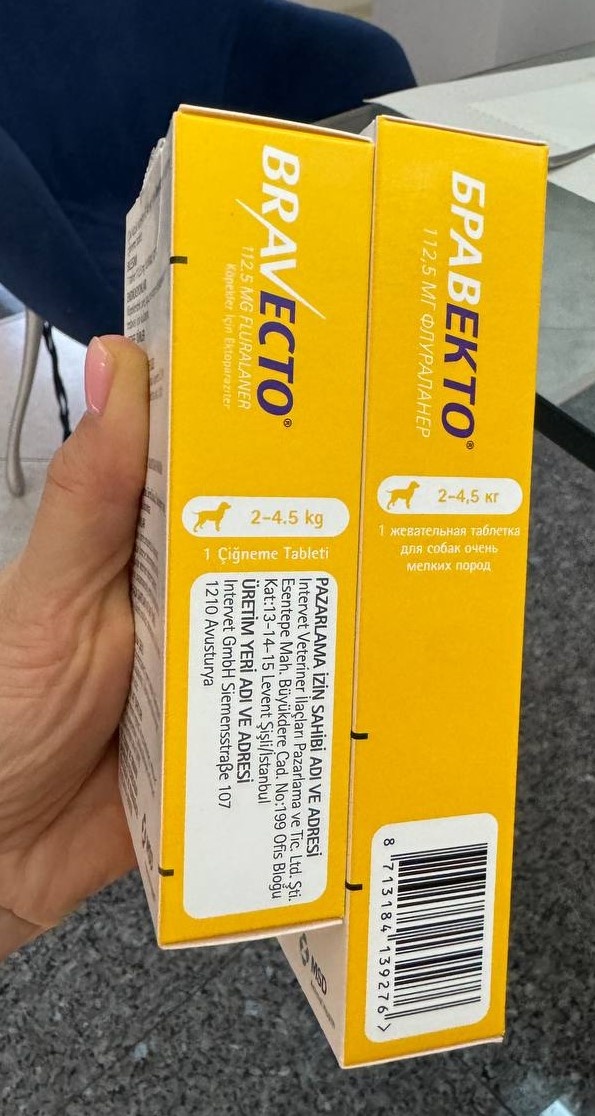 BRAVECTO®
112,5 MG FLURALANER
Köpekler İçin Ektoparaziter
2-4.5 kg
1 Çiğneme Tableti
PAZARLAMA İZİN SAHİBİ ADI VE ADRESİ
Intervet Veteriner İlaçları Pazarlama ve Tic. Ltd. Şti.
Esentepe Mah. Büyükdere Cad. No:199 Ofis Bloğu
Kat:13-14-15 Levent Şişli/İstanbul
ÜRETİM YERİ ADI VE ADRESİ
Intervet GmbH Siemensstraße 107
1210 Avusturya
БРАВЕКТО®
112,5 МГ ФЛУРАЛАНЕР
2-4,5 кг
1 жевательная таблетка
для собак очень
мелких пород
8 713184 139276 >
MSD